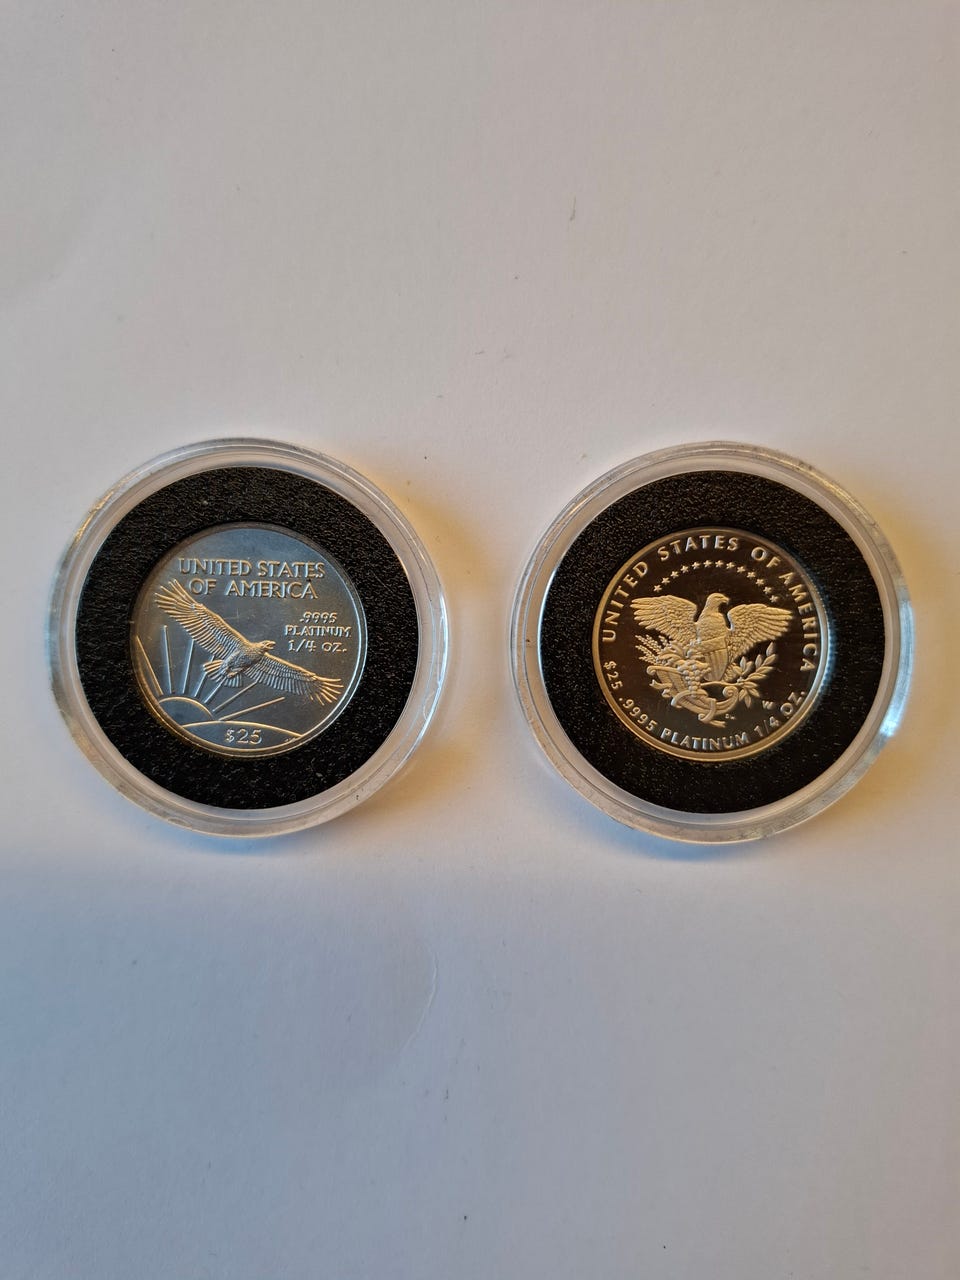 UNITED STATES
OF AMERICA
.9995
PLATINUM
1/4 OZ.
$25
UNITED STATES OF AMERICA
$25 .9995 PLATINUM 1/4 OZ.
W